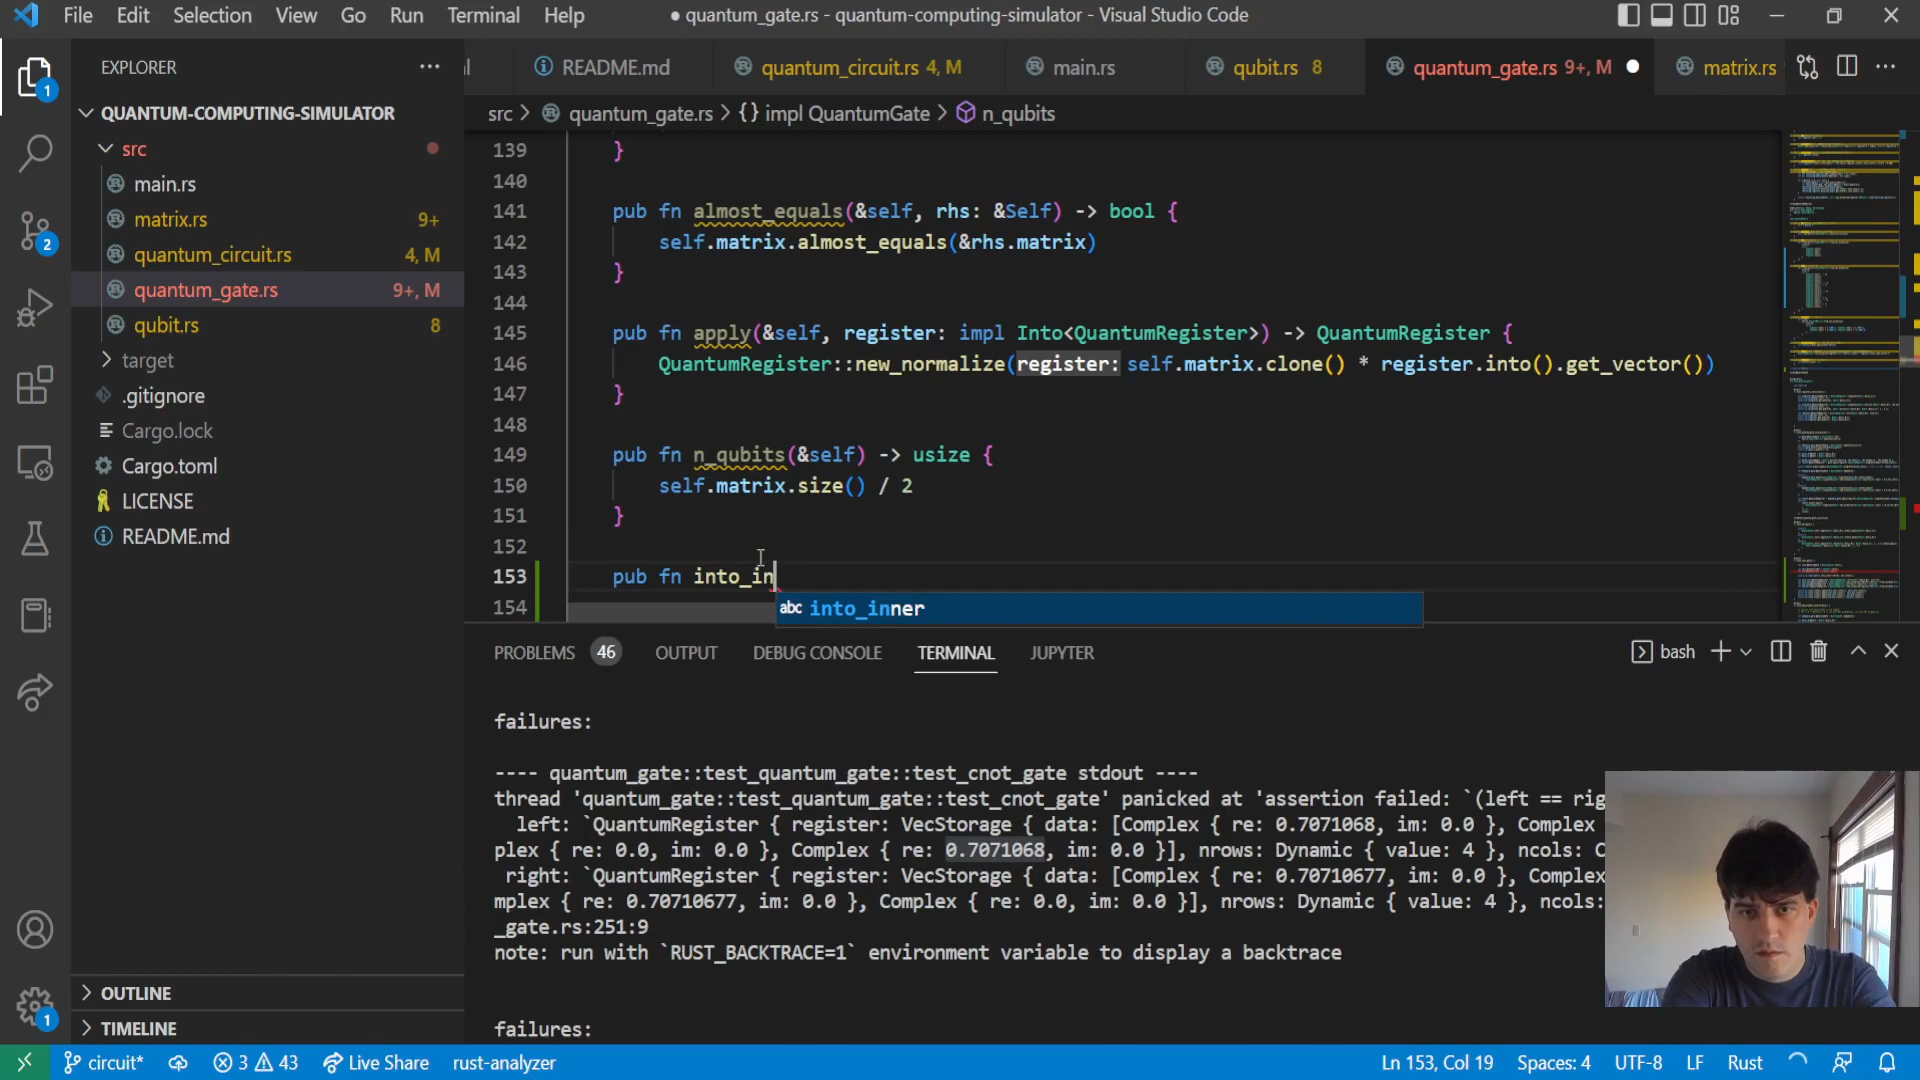 File Edit Selection View Go Run Terminal Help
● quantum_gate.rs - quantum-computing-simulator - Visual Studio Code
EXPLORER
README.md
quantum_circuit.rs 4, M
main.rs
qubit.rs 8
quantum_gate.rs 9+, M
matrix.rs
src > quantum_gate.rs > {} impl QuantumGate > n_qubits
QUANTUM-COMPUTING-SIMULATOR
src
main.rs
matrix.rs 9+
quantum_circuit.rs 4, M
quantum_gate.rs 9+, M
qubit.rs 8
target
.gitignore
Cargo.lock
Cargo.toml
LICENSE
README.md
OUTLINE
TIMELINE
1
2
1
139 }
140
141 pub fn almost_equals(&self, rhs: &Self) -> bool {
142 self.matrix.almost_equals(&rhs.matrix)
143 }
144
145 pub fn apply(&self, register: impl Into<QuantumRegister>) -> QuantumRegister {
146 QuantumRegister::new_normalize(register: self.matrix.clone() * register.into().get_vector())
147 }
148
149 pub fn n_qubits(&self) -> usize {
150 self.matrix.size() / 2
151 }
152
153 pub fn into_in
abc into_inner
154
PROBLEMS 46 OUTPUT DEBUG CONSOLE TERMINAL JUPYTER
bash
failures:
---- quantum_gate::test_quantum_gate::test_cnot_gate stdout ----
thread 'quantum_gate::test_quantum_gate::test_cnot_gate' panicked at 'assertion failed: `(left == rig
left: `QuantumRegister { register: VecStorage { data: [Complex { re: 0.7071068, im: 0.0 }, Complex
plex { re: 0.0, im: 0.0 }, Complex { re: 0.7071068, im: 0.0 }], nrows: Dynamic { value: 4 }, ncols: C
right: `QuantumRegister { register: VecStorage { data: [Complex { re: 0.70710677, im: 0.0 }, Complex
mplex { re: 0.70710677, im: 0.0 }, Complex { re: 0.0, im: 0.0 }], nrows: Dynamic { value: 4 }, ncols:
_gate.rs:251:9
note: run with `RUST_BACKTRACE=1` environment variable to display a backtrace
failures:
circuit* 3 43 Live Share rust-analyzer
Ln 153, Col 19 Spaces: 4 UTF-8 LF Rust